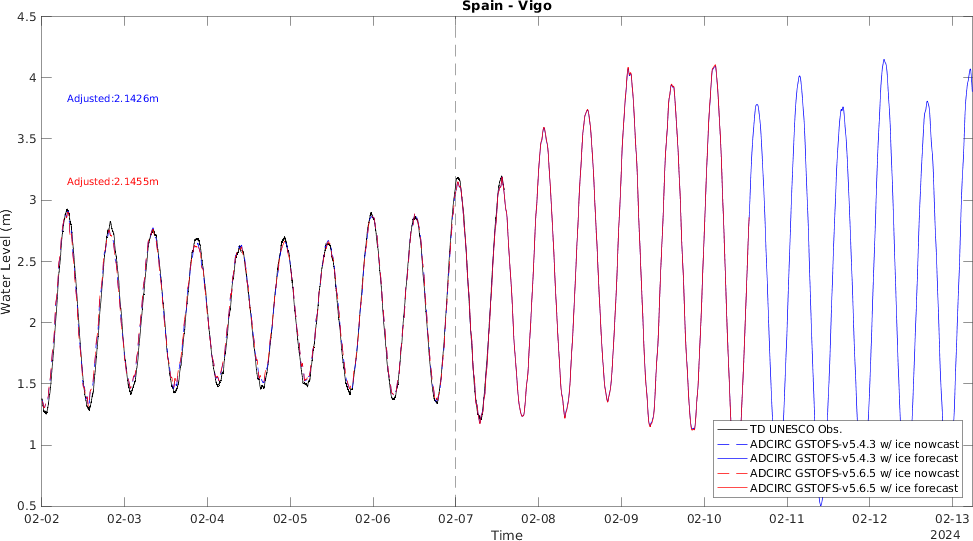 Spain - Vigo
4.5
4
3.5
3
2.5
2
1.5
1
0.5
Water Level (m)
Adjusted:2.1426m
Adjusted:2.1455m
TD UNESCO Obs.
ADCIRC GSTOFS-v5.4.3 w/ ice nowcast
ADCIRC GSTOFS-v5.4.3 w/ ice forecast
ADCIRC GSTOFS-v5.6.5 w/ ice nowcast
ADCIRC GSTOFS-v5.6.5 w/ ice forecast
02-02 02-03 02-04 02-05 02-06 02-07 02-08 02-09 02-10 02-11 02-12 02-13
Time
2024